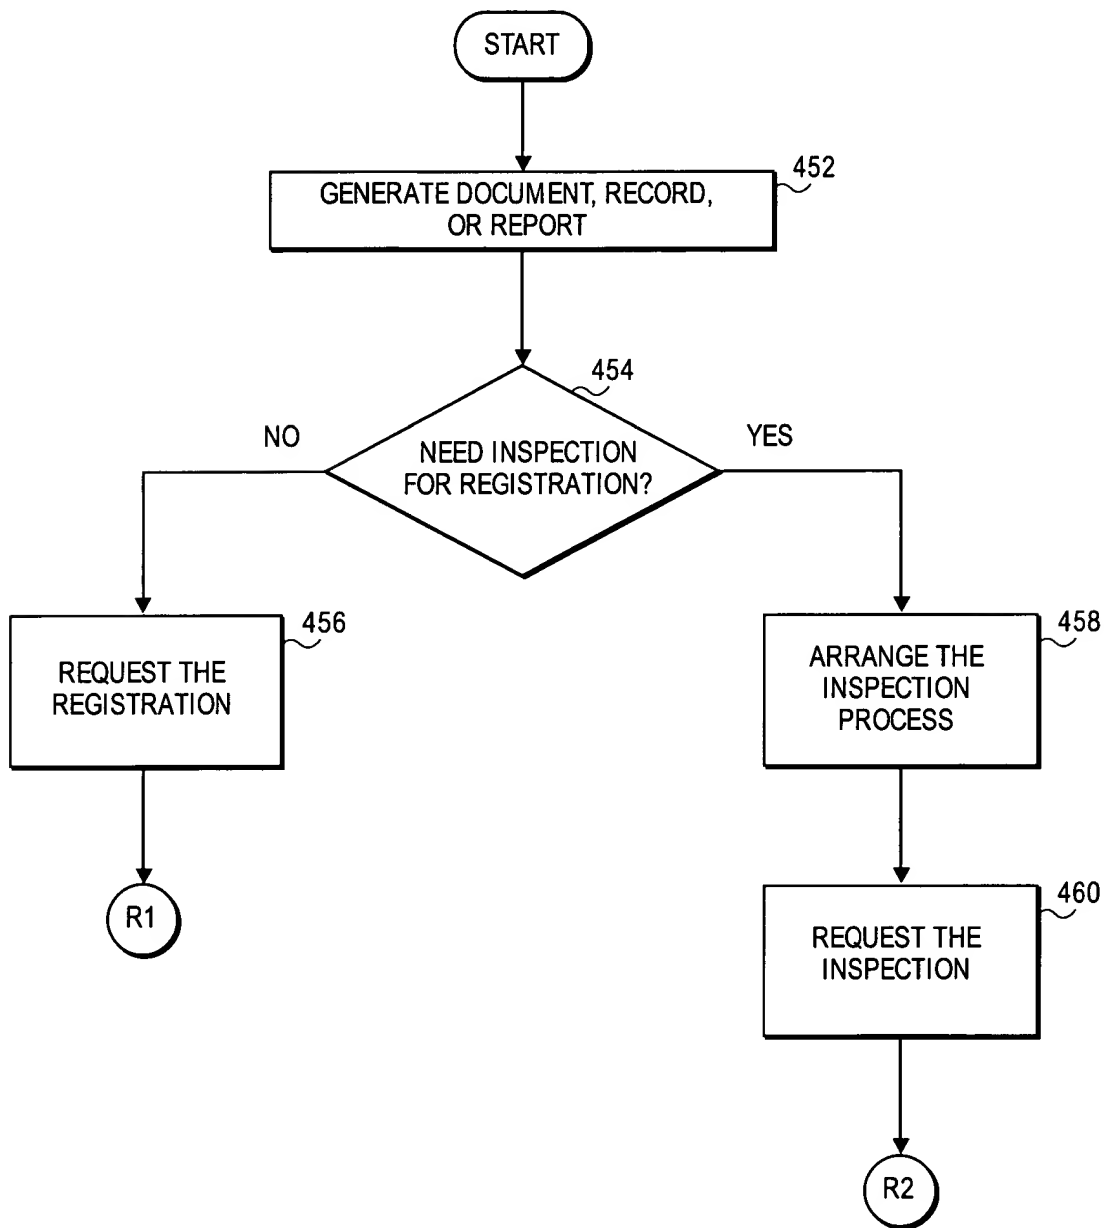 START
452
GENERATE DOCUMENT, RECORD,
OR REPORT
454
NO
YES
NEED INSPECTION
FOR REGISTRATION?
456
REQUEST THE
REGISTRATION
458
ARRANGE THE
INSPECTION
PROCESS
R1
460
REQUEST THE
INSPECTION
R2